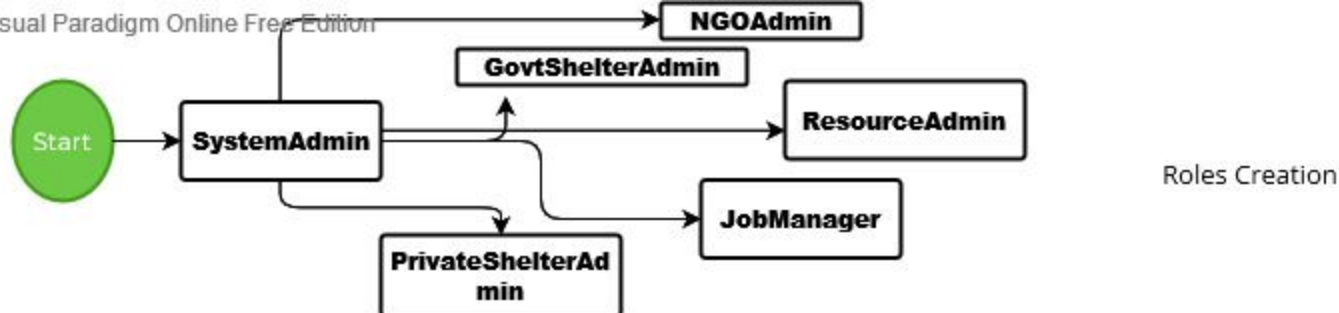 sual Paradigm Online Free Edition
NGOAdmin
GovtShelterAdmin
ResourceAdmin
Start
SystemAdmin
Roles Creation
JobManager
PrivateShelterAd
min